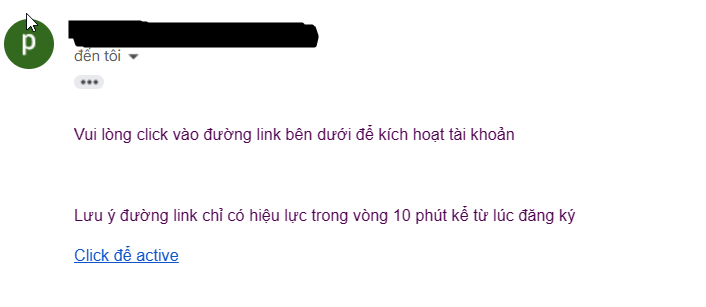 p
đến tôi
Vui lòng click vào đường link bên dưới để kích hoạt tài khoản
Lưu ý đường link chỉ có hiệu lực trong vòng 10 phút kể từ lúc đăng ký
Click để active